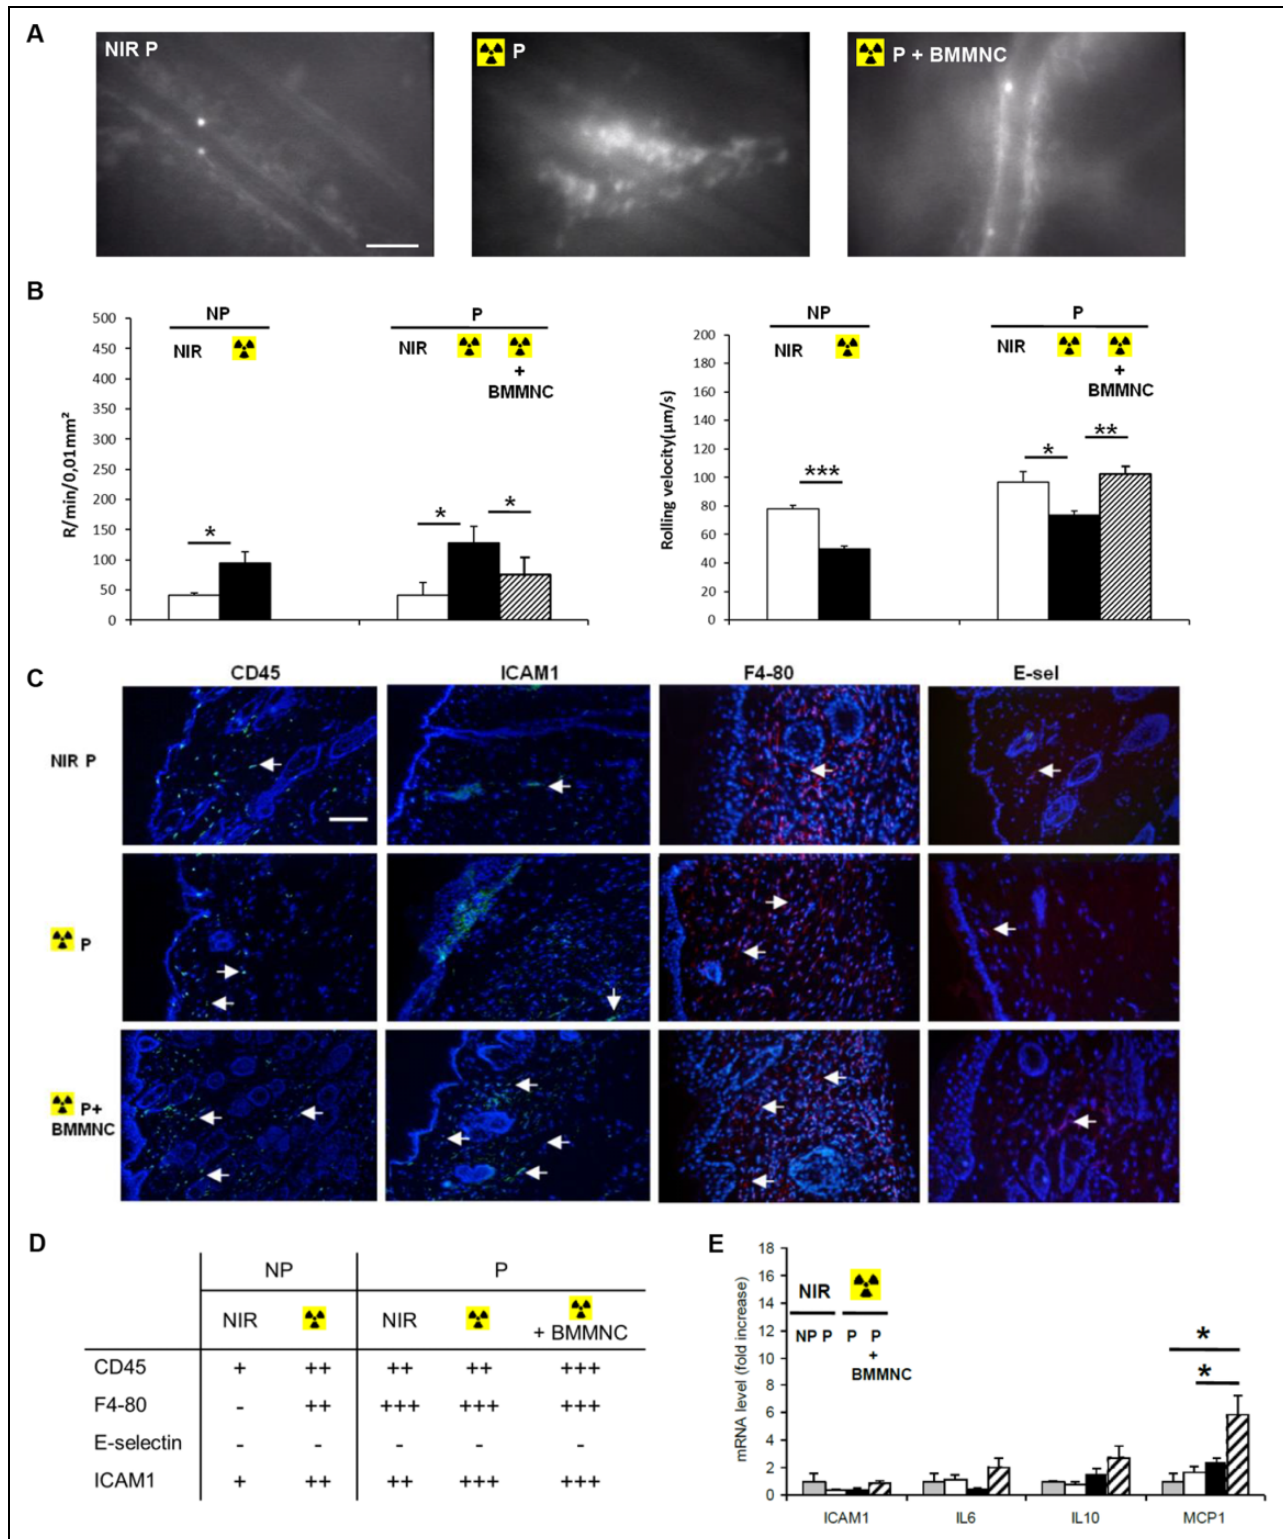 A
NIR P
P
P + BMMNC
B
R/min/0,01mm²
500
450
400
350
300
250
200
150
100
50
0
NP
NIR
P
NIR
+
BMMNC
*
*
*
Rolling velocity(µm/s)
200
180
160
140
120
100
80
60
40
20
0
NP
NIR
P
NIR
+
BMMNC
***
*
**
C
CD45 ICAM1 F4-80 E-sel
NIR P
P
P+
BMMNC
D
NP P
NIR NIR
+ BMMNC
CD45 + ++ ++ ++ +++
F4-80 - ++ +++ +++ +++
E-selectin - - - - -
ICAM1 + ++ ++ +++ +++
E
mRNA level (fold increase)
18
16
14
12
10
8
6
4
2
0
NIR
NP P P P
+
BMMNC
*
*
ICAM1 IL6 IL10 MCP1